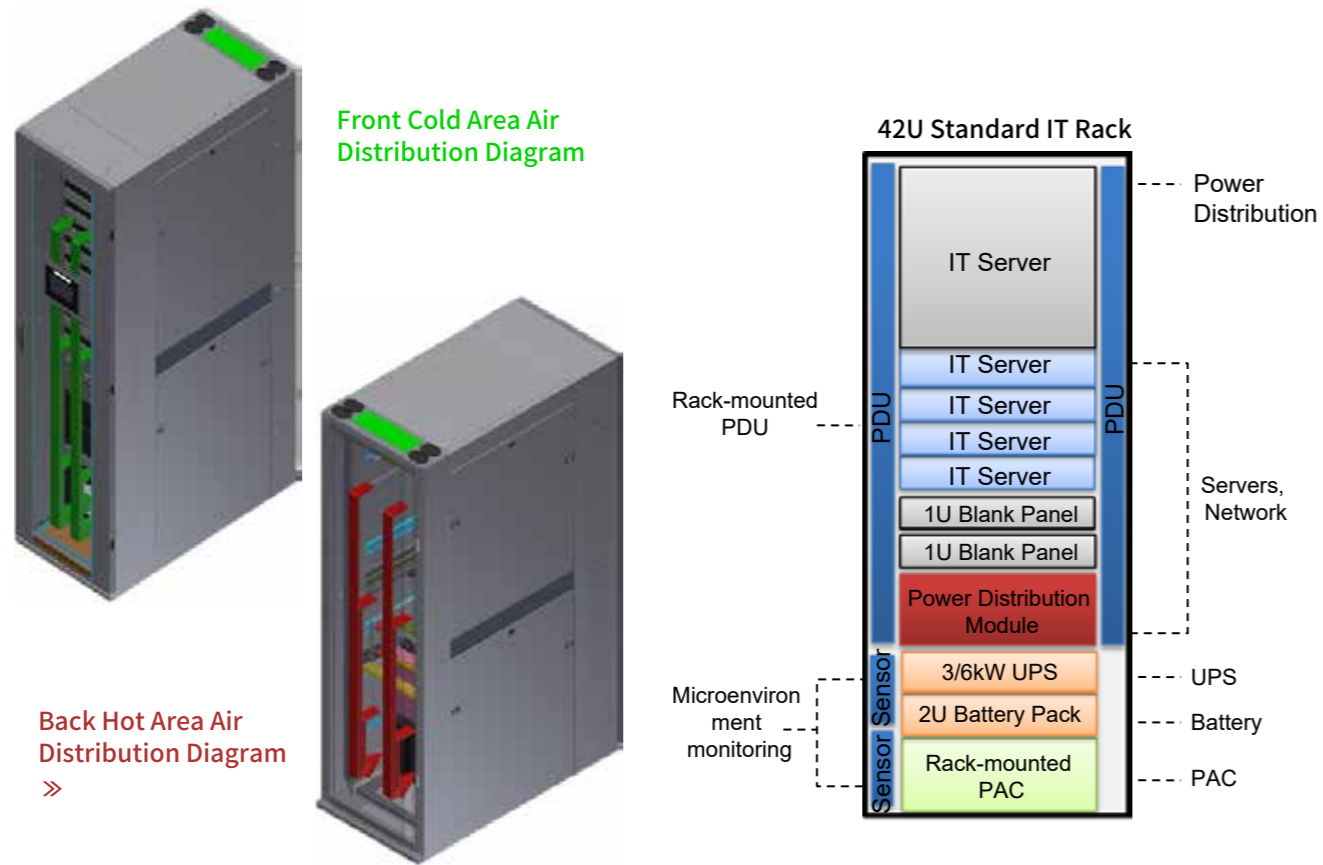 Front Cold Area Air
Distribution Diagram
Back Hot Area Air
Distribution Diagram
»
42U Standard IT Rack
Power
Distribution
IT Server
IT Server
IT Server
IT Server
IT Server
1U Blank Panel
1U Blank Panel
Power Distribution
Module
3/6kW UPS
2U Battery Pack
Rack-mounted
PAC
PDU
PDU
Sensor
Sensor
Rack-mounted
PDU
Microenviron
ment
monitoring
Servers,
Network
UPS
Battery
PAC